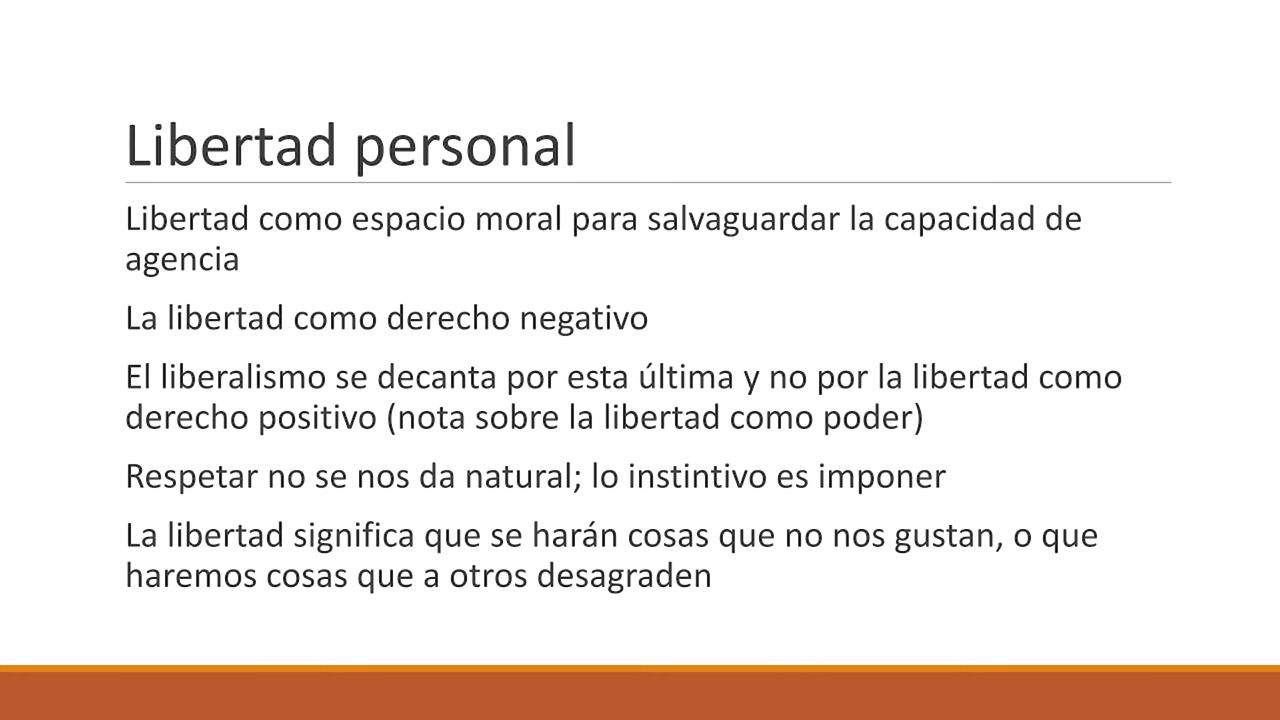 Libertad personal
Libertad como espacio moral para salvaguardar la capacidad de
agencia
La libertad como derecho negativo
El liberalismo se decanta por esta última y no por la libertad como
derecho positivo (nota sobre la libertad como poder)
Respetar no se nos da natural; lo instintivo es imponer
La libertad significa que se harán cosas que no nos gustan, o que
haremos cosas que a otros desagraden